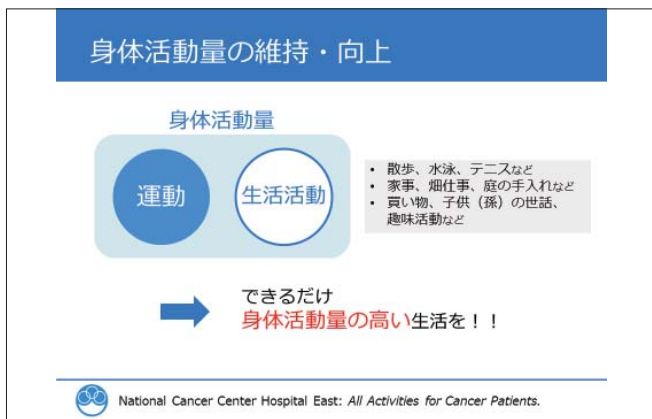 身体活動量の維持・向上
身体活動量
運動
生活活動
• 散歩、水泳、テニスなど
• 家事、畑仕事、庭の手入れなど
• 買い物、子供（孫）の世話、
趣味活動など
できるだけ
身体活動量の高い生活を！！
National Cancer Center Hospital East: All Activities for Cancer Patients.